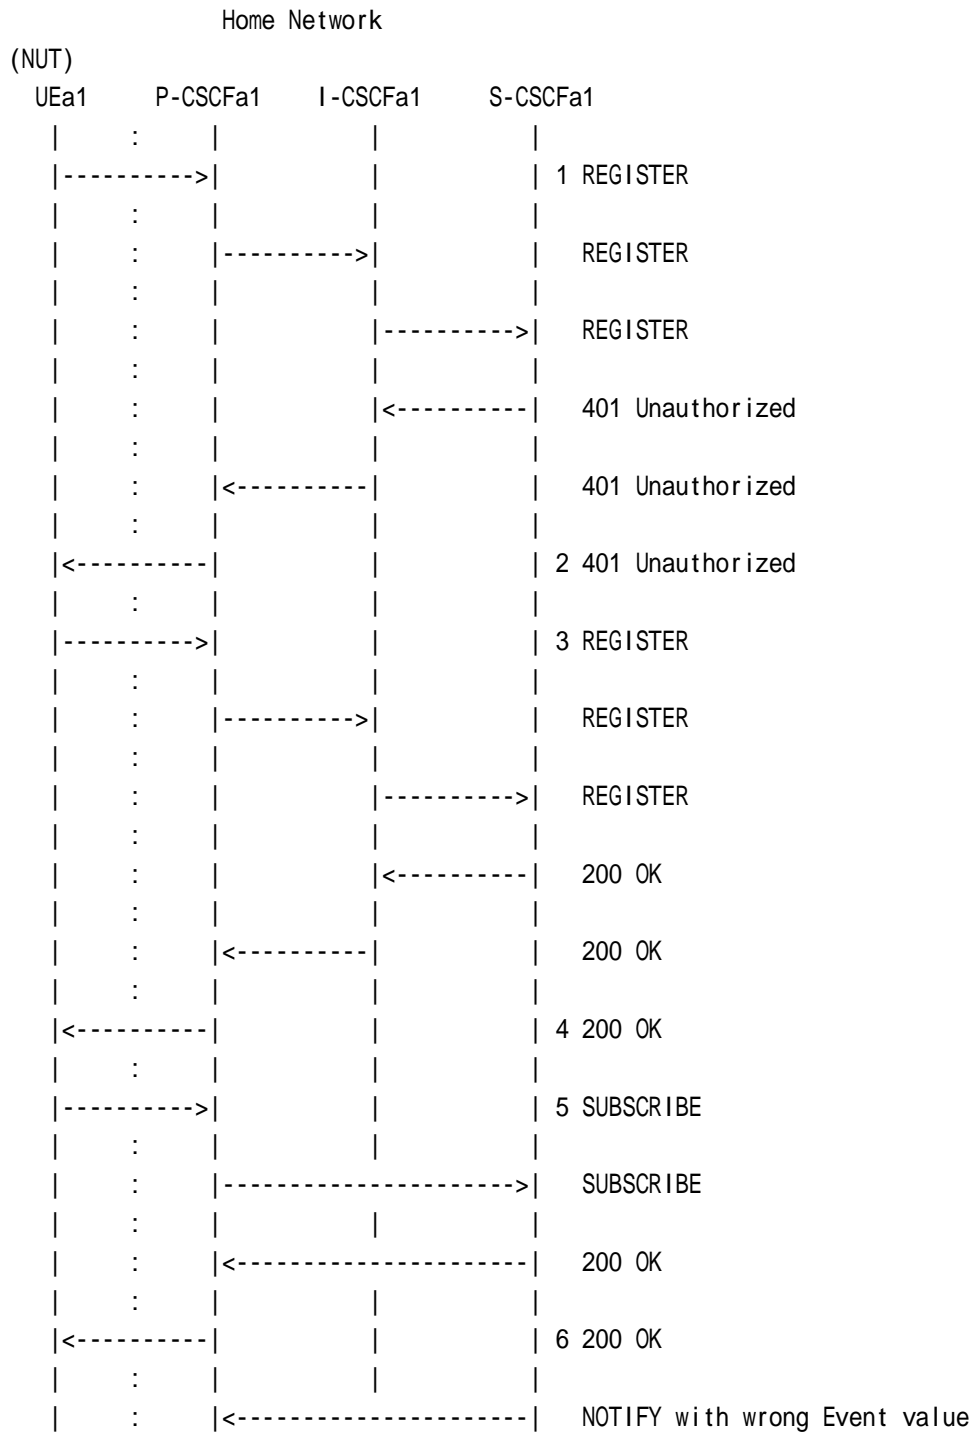 Home Network
(NUT)
UEa1 P-CSCFa1 I-CSCFa1 S-CSCFa1
| : | | |
|---------->| | | 1 REGISTER
| : | | |
| : |---------->| | REGISTER
| : | | |
| : | |---------->| REGISTER
| : | | |
| : | |<----------| 401 Unauthorized
| : | | |
| : |<----------| | 401 Unauthorized
| : | | |
|<----------| | | 2 401 Unauthorized
| : | | |
|---------->| | | 3 REGISTER
| : | | |
| : |---------->| | REGISTER
| : | | |
| : | |---------->| REGISTER
| : | | |
| : | |<----------| 200 OK
| : | | |
| : |<----------| | 200 OK
| : | | |
|<----------| | | 4 200 OK
| : | | |
|---------->| | | 5 SUBSCRIBE
| : | | |
| : |---------------------->| SUBSCRIBE
| : | | |
| : |<----------------------| 200 OK
| : | | |
|<----------| | | 6 200 OK
| : | | |
| : |<----------------------| NOTIFY with wrong Event value